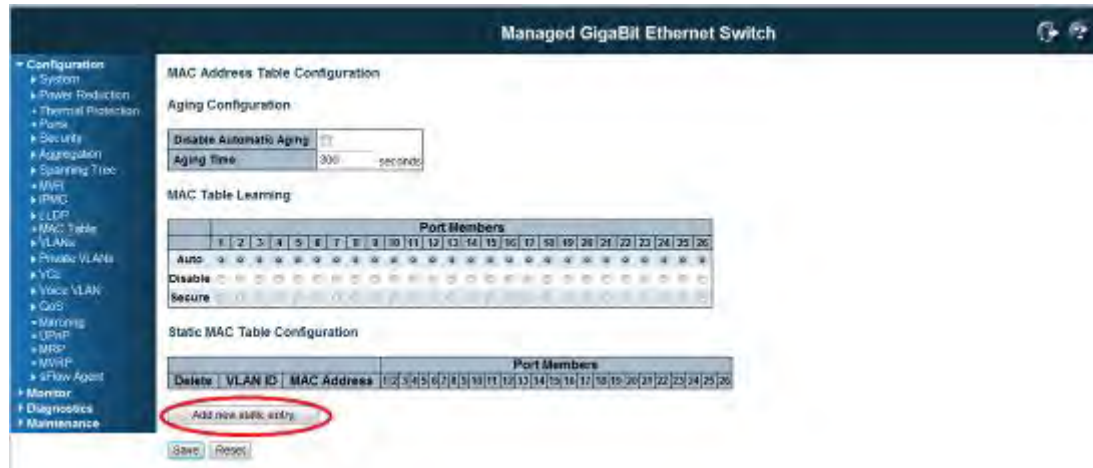 Managed GigaBit Ethernet Switch
Configuration
System
Power Reduction
Thermal Protection
Ports
Security
Aggregation
Spanning Tree
MVR
IPMC
LLDP
MAC Table
VLANs
Private VLANs
VCL
Voice VLAN
QoS
Mirroring
UPnP
MRP
MVRP
sFlow Agent
Monitor
Diagnostics
Maintenance
MAC Address Table Configuration
Aging Configuration
Disable Automatic Aging
Aging Time 300 seconds
MAC Table Learning
Port Members
1 2 3 4 5 6 7 8 9 10 11 12 13 14 15 16 17 18 19 20 21 22 23 24 25 26
Auto
Disable
Secure
Static MAC Table Configuration
Port Members
Delete VLAN ID MAC Address 1 2 3 4 5 6 7 8 9 10 11 12 13 14 15 16 17 18 19 20 21 22 23 24 25 26
Add new static entry
Save Reset